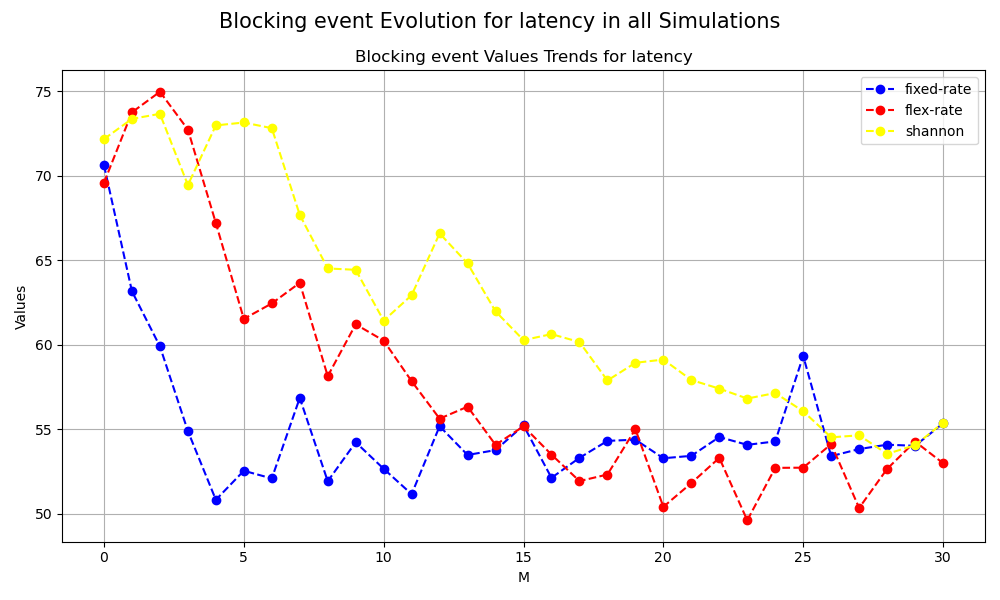 Blocking event Evolution for latency in all Simulations
Blocking event Values Trends for latency
fixed-rate
flex-rate
shannon
Values
75
70
65
60
55
50
0 5 10 15 20 25 30
M